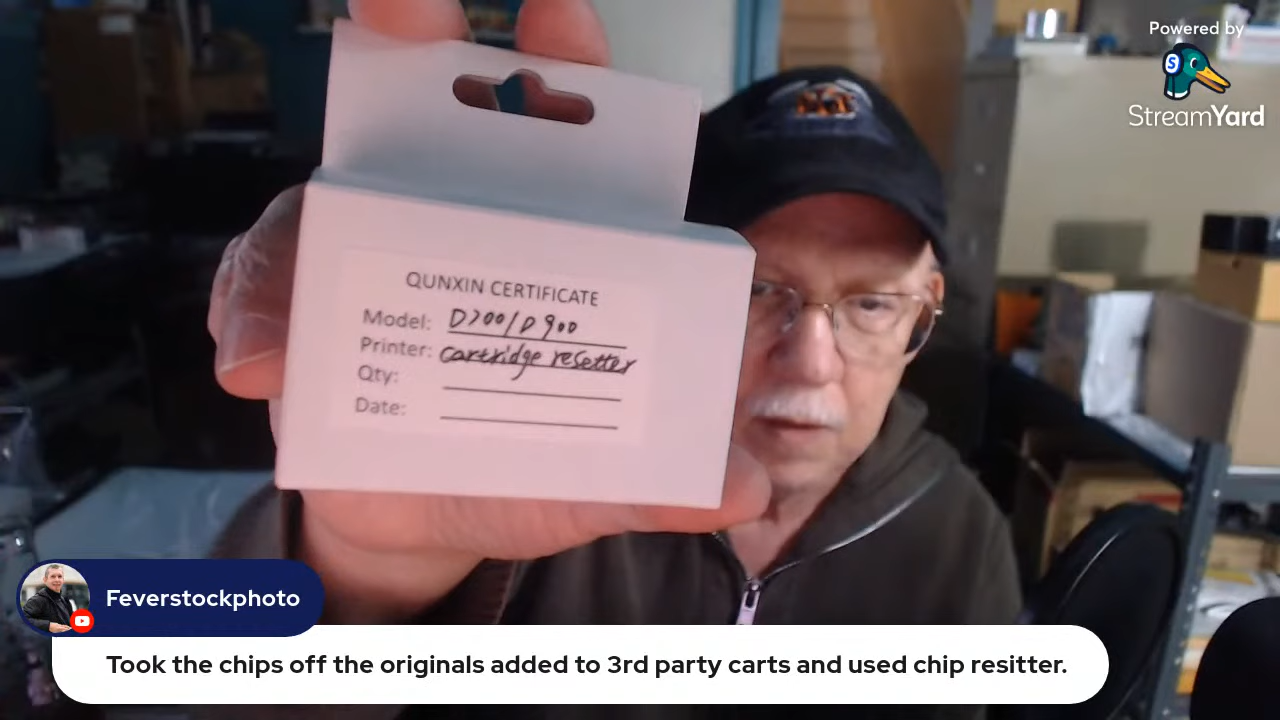 Powered by
StreamYard
QUNXIN CERTIFICATE
Model: D700/D900
Printer: cartridge resetter
Qty:
Date:
Feverstockphoto
Took the chips off the originals added to 3rd party carts and used chip resitter.